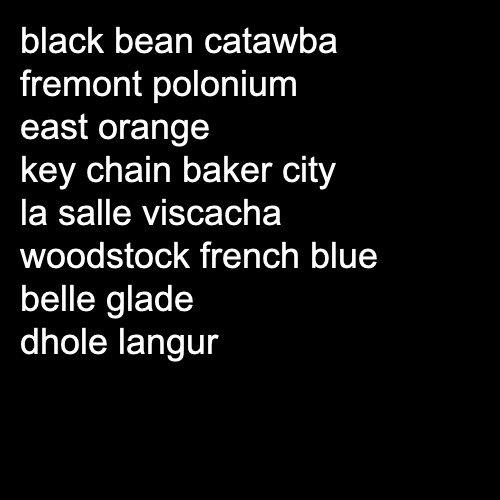 black bean catawba
fremont polonium
east orange
key chain baker city
la salle viscacha
woodstock french blue
belle glade
dhole langur